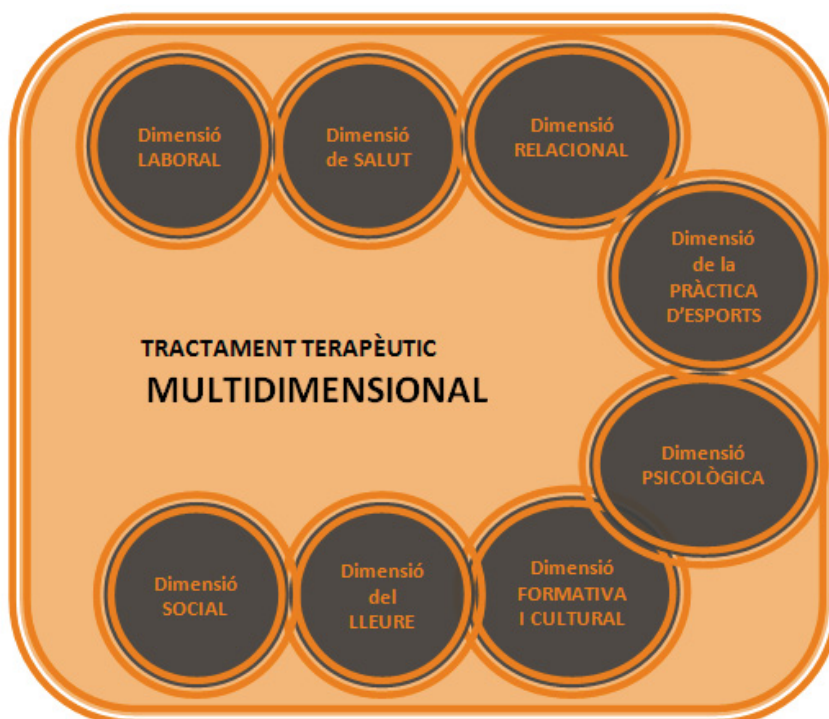 Dimensió
LABORAL
Dimensió
de SALUT
Dimensió
RELACIONAL
Dimensió
de la
PRÀCTICA
D'ESPORTS
TRACTAMENT TERAPÈUTIC
MULTIDIMENSIONAL
Dimensió
PSICOLÒGICA
Dimensió
SOCIAL
Dimensió
del
LLEURE
Dimensió
FORMATIVA
I CULTURAL